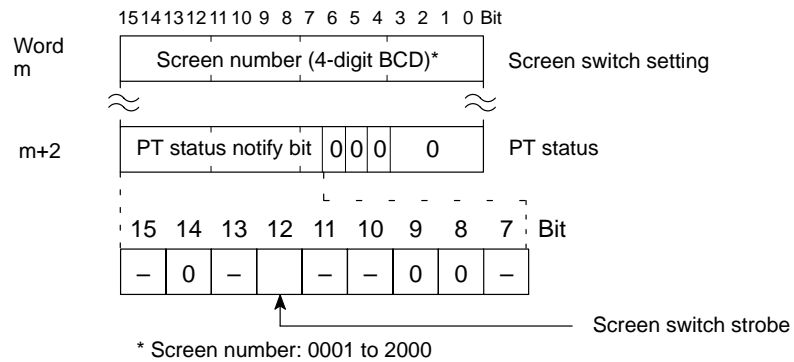 15 14 13 12 11 10 9 8 7 6 5 4 3 2 1 0 Bit
Word
m
Screen number (4-digit BCD)*
Screen switch setting
m+2
PT status notify bit
0 0 0 0
PT status
15 14 13 12 11 10 9 8 7 Bit
– 0 – – – 0 0 –
Screen switch strobe
* Screen number: 0001 to 2000